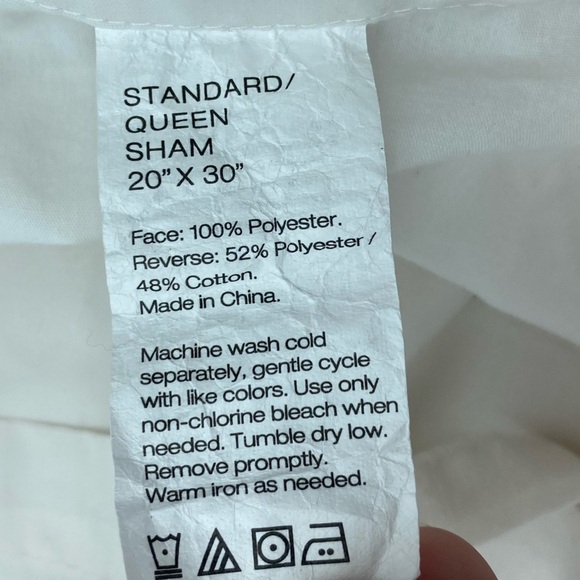 STANDARD/
QUEEN
SHAM
20” X 30”
Face: 100% Polyester.
Reverse: 52% Polyester /
48% Cotton.
Made in China.
Machine wash cold
separately, gentle cycle
with like colors. Use only
non-chlorine bleach when
needed. Tumble dry low.
Remove promptly.
Warm iron as needed.